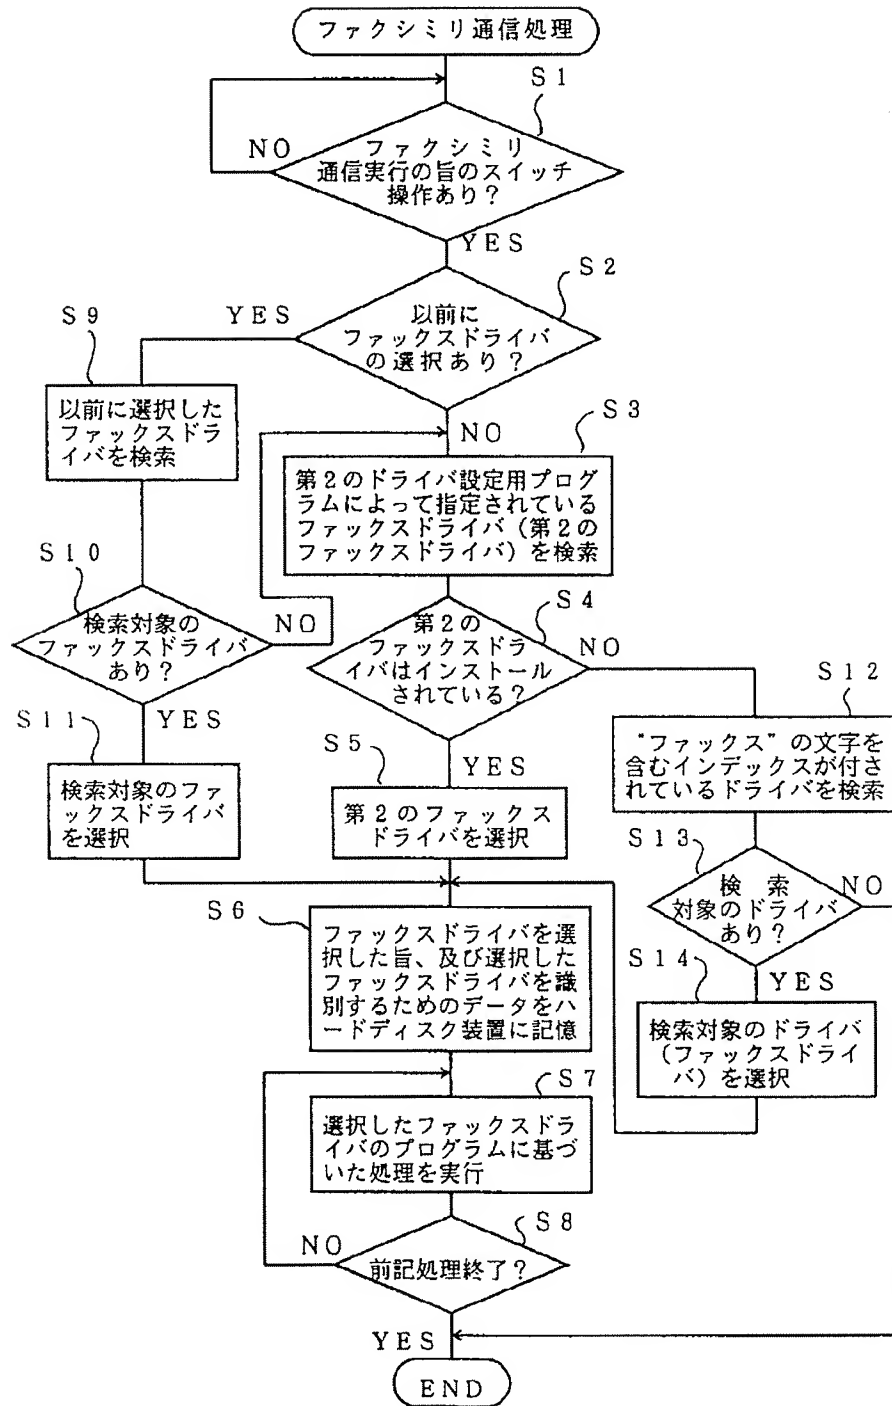 ファクシミリ通信処理
S1
ファクシミリ
通信実行の旨のスイッチ
操作あり？
NO
YES
S2
以前に
ファックスドライバ
の選択あり？
YES
NO
S9
以前に選択した
ファックスドラ
イバを検索
S3
第2のドライバ設定用プログ
ラムによって指定されている
ファックスドライバ（第2の
ファックスドライバ）を検索
S10
検索対象の
ファックスドライバ
あり？
NO
YES
S4
第2の
ファックスドラ
イバはインストール
されている？
NO
YES
S11
検索対象のファ
ックスドライバ
を選択
S5
第2のファックス
ドライバを選択
S12
“ファックス”の文字を
含むインデックスが付さ
れているドライバを検索
S13
検索
対象のドライバ
あり？
NO
YES
S14
検索対象のドライバ
（ファックスドライ
バ）を選択
S6
ファックスドライバを選
択した旨、及び選択した
ファックスドライバを識
別するためのデータをハ
ードディスク装置に記憶
S7
選択したファックスドラ
イバのプログラムに基づ
いた処理を実行
S8
前記処理終了？
NO
YES
END